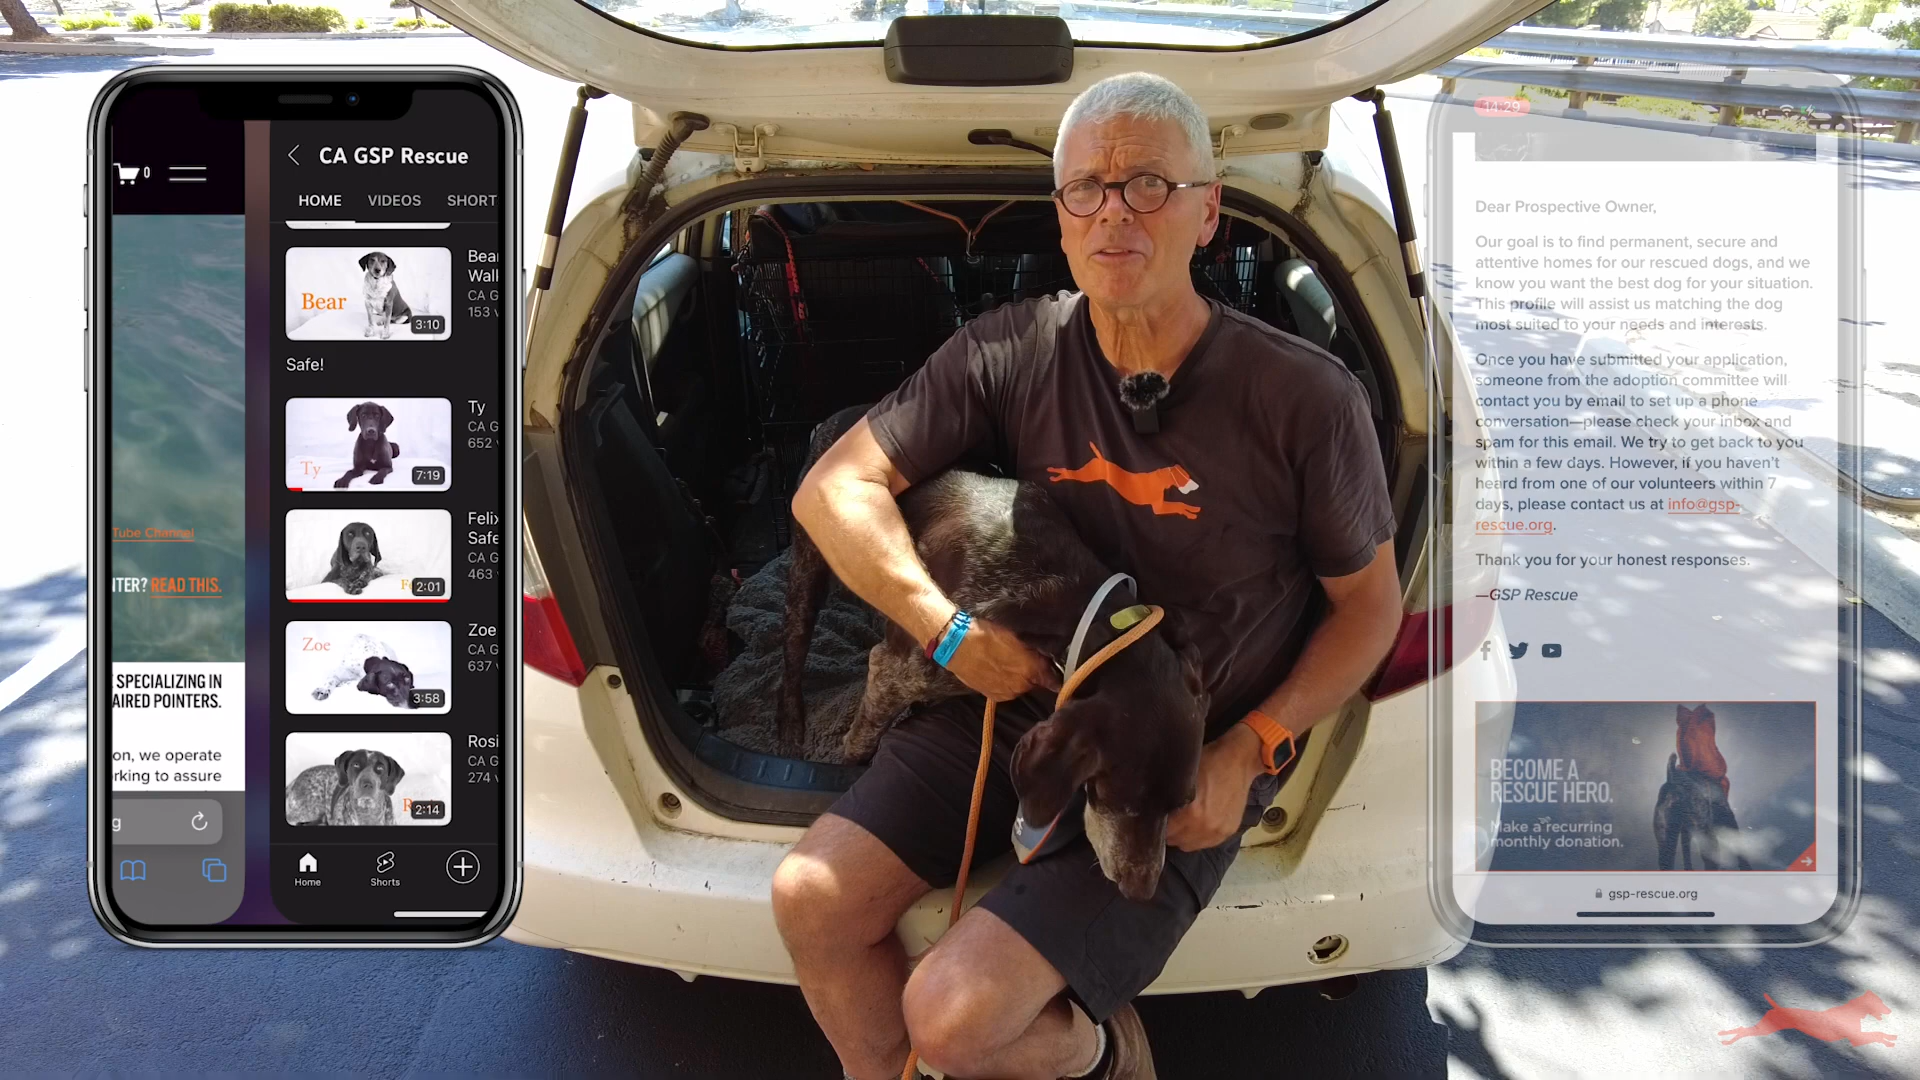 0
Tube Channel
NTER? READ THIS.
SPECIALIZING IN
AIRED POINTERS.
on, we operate
rking to assure
g
CA GSP Rescue
HOME VIDEOS SHORT
Bear
3:10
Bear
Walk
CA G
153 v
Safe!
Ty
7:19
Ty
CA G
652
2:01
Felix
Safe
CA G
463
Zoe
3:58
Zoe
CA G
637
2:14
Rosi
CA G
274 v
Home Shorts
14:29
Dear Prospective Owner,
Our goal is to find permanent, secure and
attentive homes for our rescued dogs, and we
know you want the best dog for your situation.
This profile will assist us matching the dog
most suited to your needs and interests.
Once you have submitted your application,
someone from the adoption committee will
contact you by email to set up a phone
conversation—please check your inbox and
spam for this email. We try to get back to you
within a few days. However, if you haven't
heard from one of our volunteers within 7
days, please contact us at info@gsp-
rescue.org.
Thank you for your honest responses.
—GSP Rescue
BECOME A
RESCUE HERO.
Make a recurring
monthly donation.
gsp-rescue.org